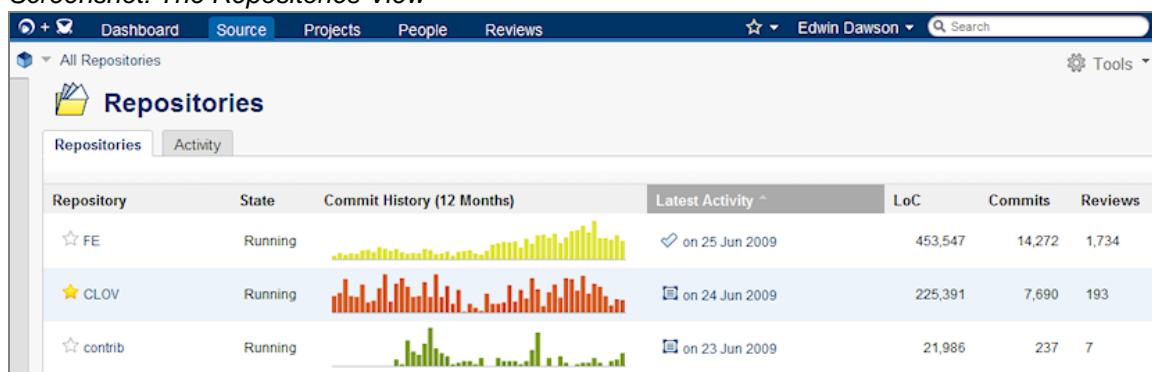 Screenshot: The Repositories View
+ Dashboard Source Projects People Reviews Edwin Dawson Search
All Repositories Tools
Repositories
Repositories Activity
Repository State Commit History (12 Months) Latest Activity LoC Commits Reviews
FE Running on 25 Jun 2009 453,547 14,272 1,734
CLOV Running on 24 Jun 2009 225,391 7,690 193
contrib Running on 23 Jun 2009 21,986 237 7